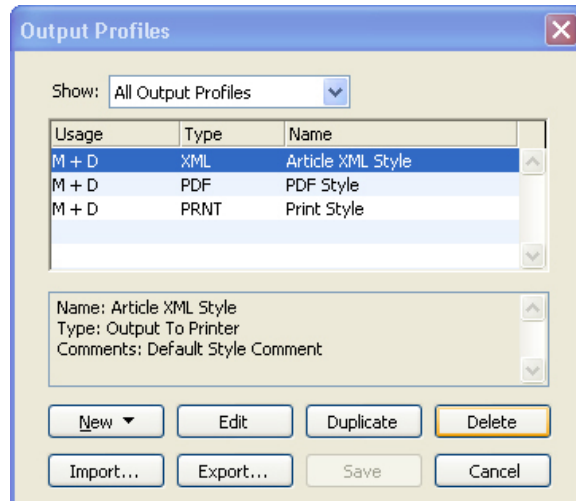 Output Profiles
Show: All Output Profiles
Usage Type Name
M + D XML Article XML Style
M + D PDF PDF Style
M + D PRNT Print Style
Name: Article XML Style
Type: Output To Printer
Comments: Default Style Comment
New Edit Duplicate Delete
Import... Export... Save Cancel